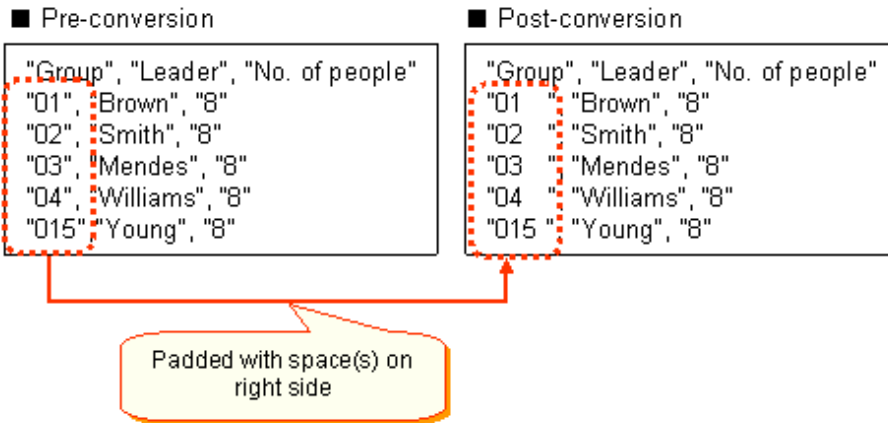 ■ Pre-conversion
"Group", "Leader", "No. of people"
"01", "Brown", "8"
"02", "Smith", "8"
"03", "Mendes", "8"
"04", "Williams", "8"
"015", "Young", "8"
■ Post-conversion
"Group", "Leader", "No. of people"
"01   ", "Brown", "8"
"02   ", "Smith", "8"
"03   ", "Mendes", "8"
"04   ", "Williams", "8"
"015 ", "Young", "8"
Padded with space(s) on
right side